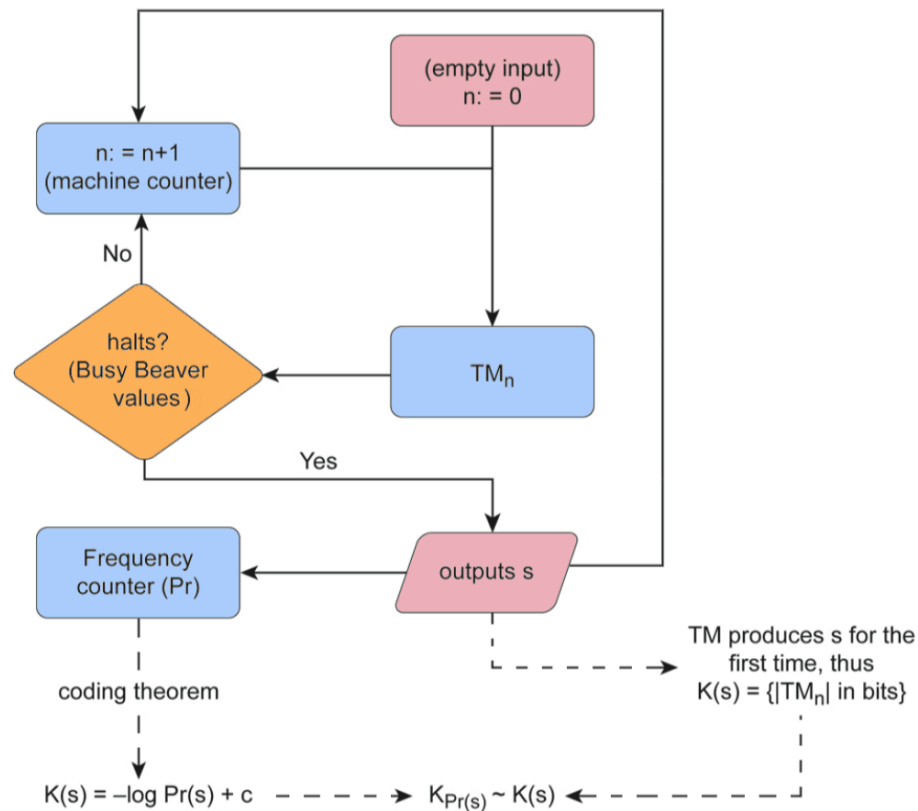 (empty input)
n: = 0
n: = n+1
(machine counter)
No
halts?
(Busy Beaver
values)
TMₙ
Yes
Frequency
counter (Pr)
outputs s
TM produces s for the
first time, thus
K(s) = {|TMₙ| in bits}
coding theorem
K(s) = –log Pr(s) + c
K_Pr(s) ~ K(s)